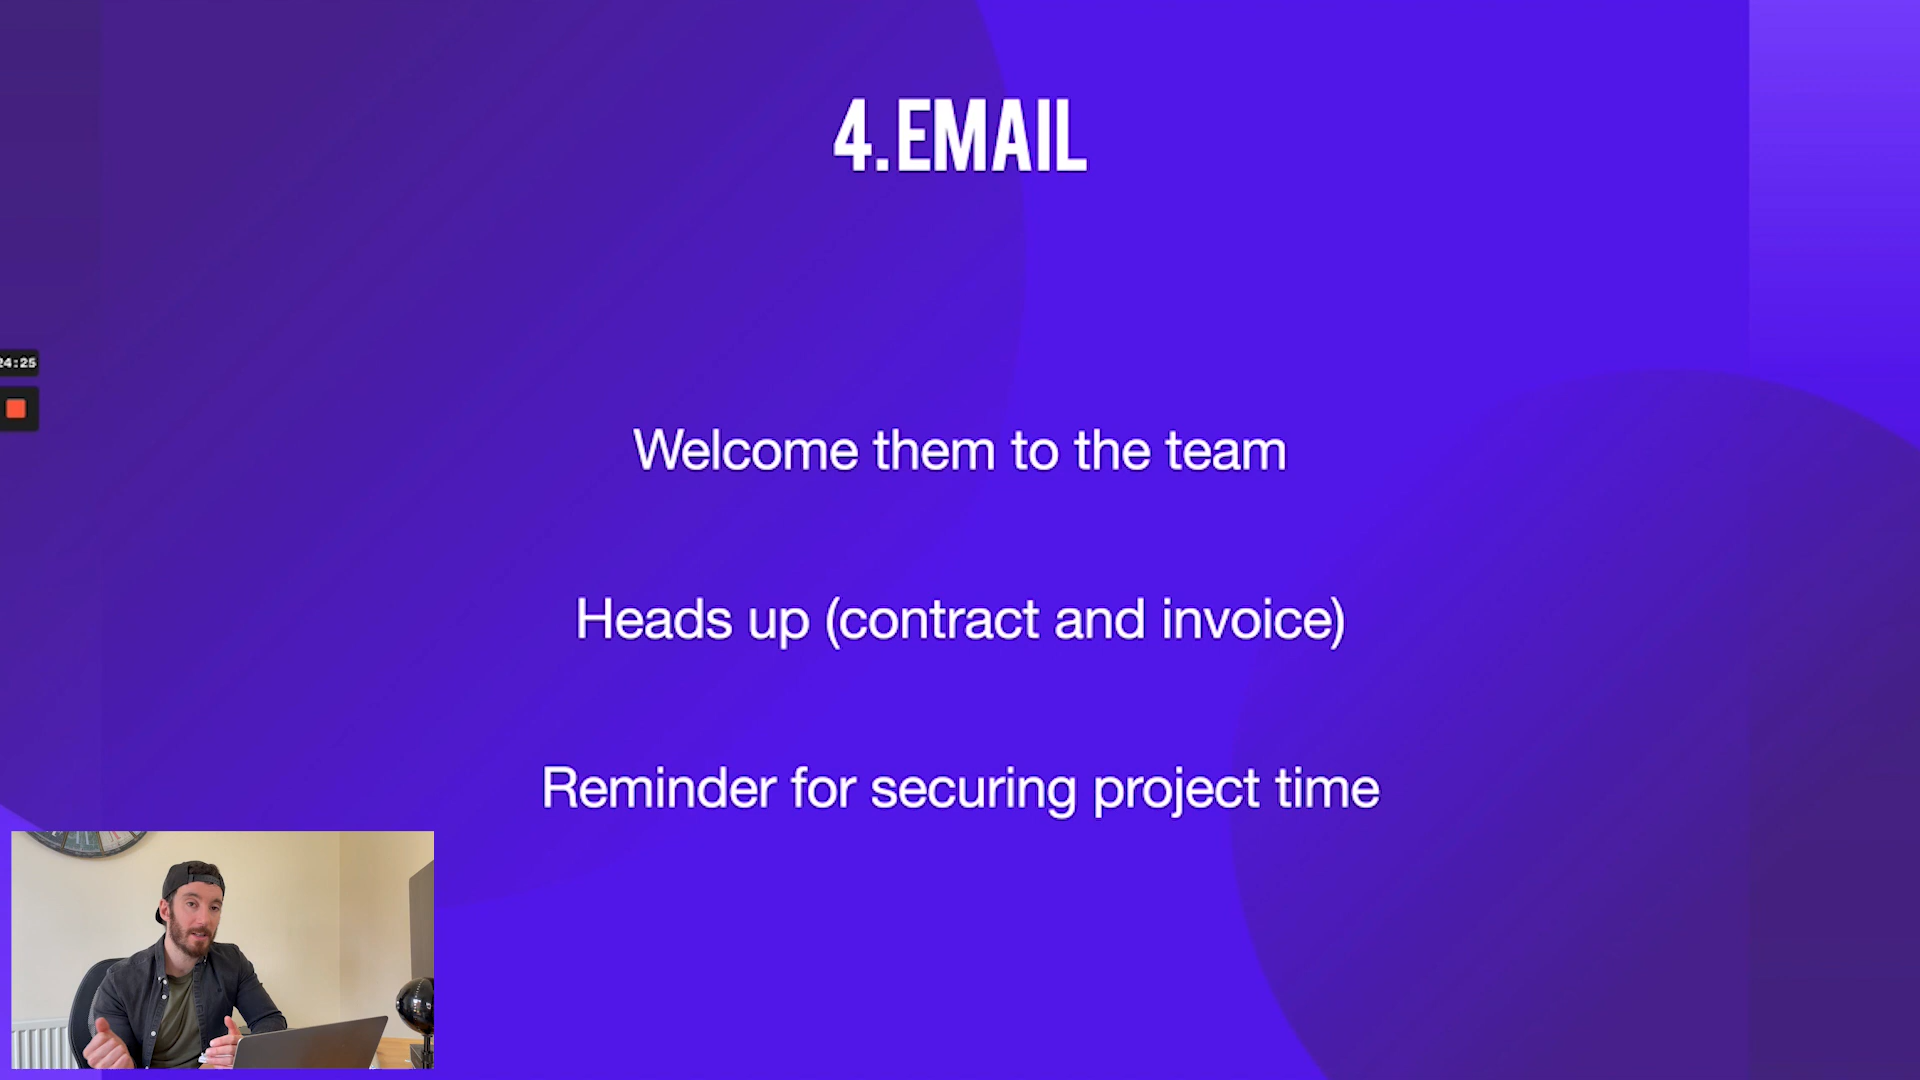 4. EMAIL
24:25
Welcome them to the team
Heads up (contract and invoice)
Reminder for securing project time